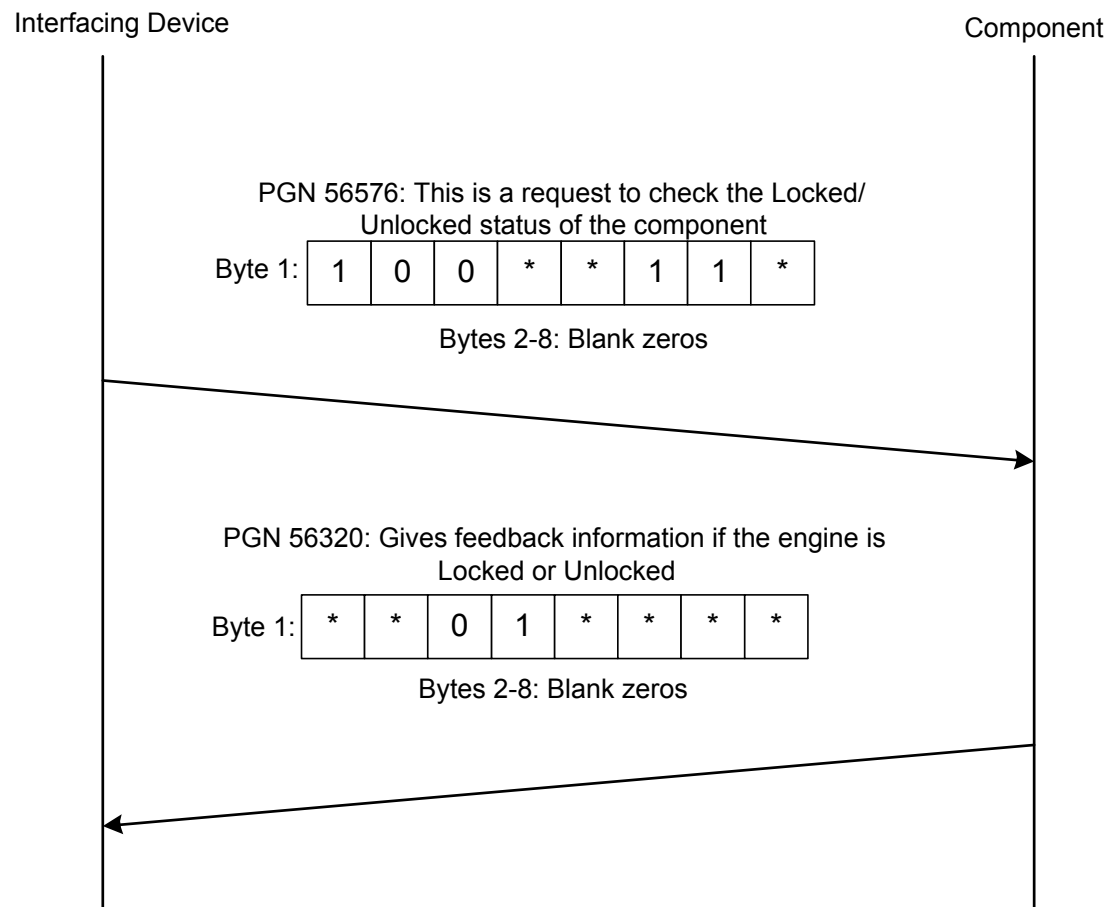 Interfacing Device
Component
PGN 56576: This is a request to check the Locked/
Unlocked status of the component
Byte 1: 1 0 0 * * 1 1 *
Bytes 2-8: Blank zeros
PGN 56320: Gives feedback information if the engine is
Locked or Unlocked
Byte 1: * * 0 1 * * * *
Bytes 2-8: Blank zeros